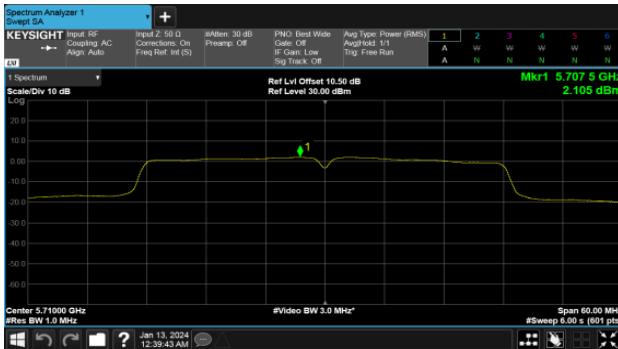 Spectrum Analyzer 1
Swept SA
KEYSIGHT
Input: RF
Coupling: AC
Align: Auto
Input Z: 50 Ω
Corrections: On
Freq Ref: Int (S)
#Atten: 30 dB
Preamp: Off
PNO: Best Wide
Gate: Off
IF Gain: Low
Sig Track: Off
Avg Type: Power (RMS)
Avg|Hold: 1/1
Trig: Free Run
1 2 3 4 5 6
A W W W W W
A N N N N N
LXI
1 Spectrum
Scale/Div 10 dB
Ref Lvl Offset 10.50 dB
Ref Level 30.00 dBm
Mkr1 5.707 5 GHz
2.105 dBm
Log
20.0
10.0
0.00
-10.0
-20.0
-30.0
-40.0
-50.0
-60.0
1
Center 5.71000 GHz
#Res BW 1.0 MHz
#Video BW 3.0 MHz*
Span 60.00 MHz
#Sweep 6.00 s (601 pts)
?
Jan 13, 2024
12:39:43 AM